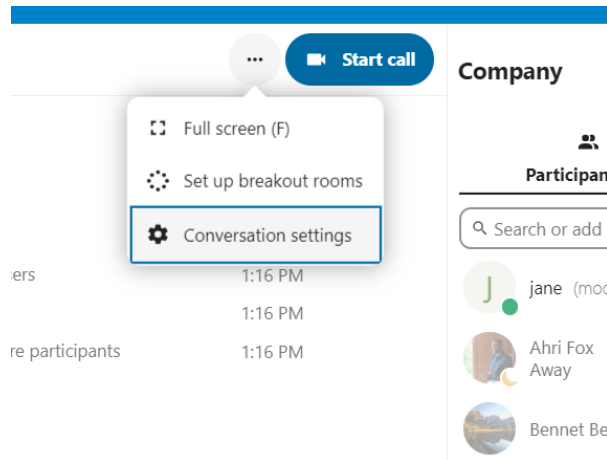 Start call
Company
Full screen (F)
Set up breakout rooms
Participan
Conversation settings
Search or add
ers 1:16 PM
J jane (mod
1:16 PM
re participants 1:16 PM
Ahri Fox
Away
Bennet Be